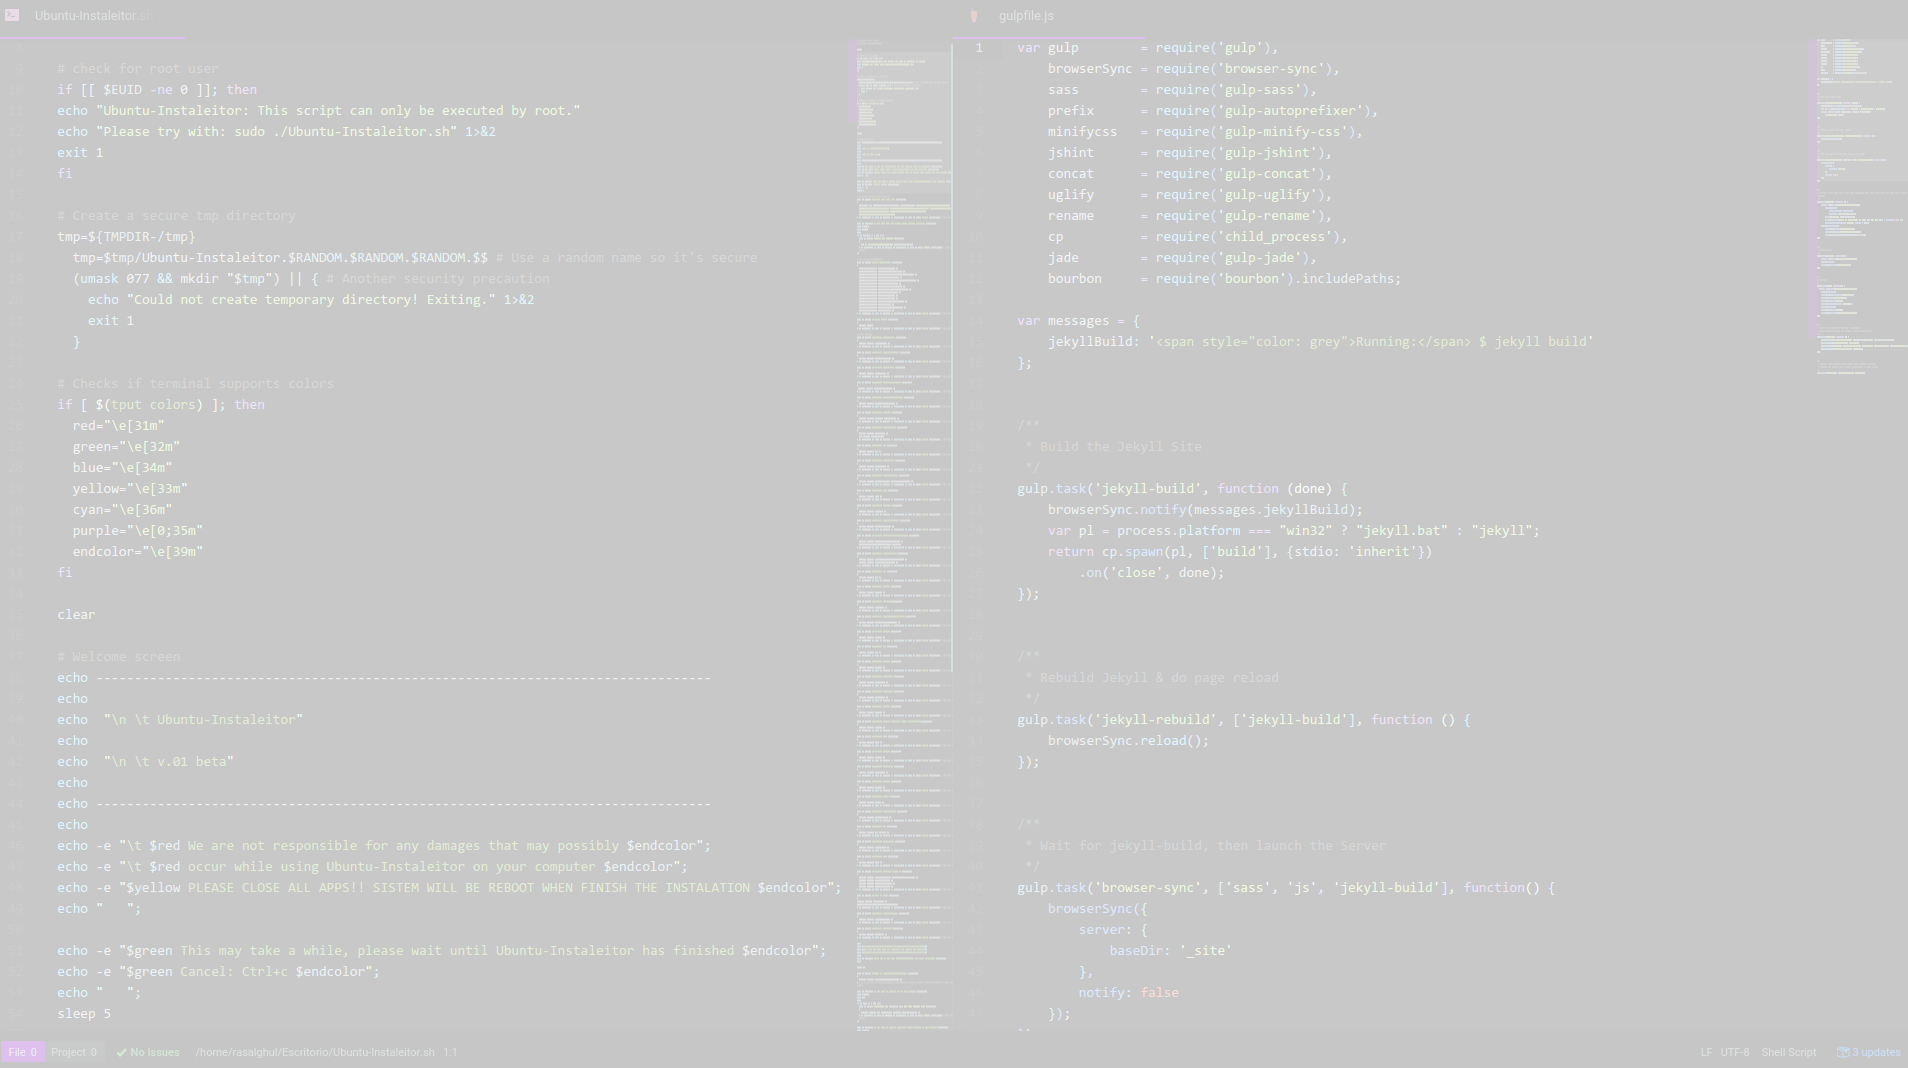 Ubuntu-Instaleitor.sh
# check for root user
if [[ $EUID -ne 0 ]]; then
echo "Ubuntu-Instaleitor: This script can only be executed by root."
echo "Please try with: sudo ./Ubuntu-Instaleitor.sh" 1>&2
exit 1
fi
# Create a secure tmp directory
tmp=${TMPDIR-/tmp}
tmp=$tmp/Ubuntu-Instaleitor.$RANDOM.$RANDOM.$RANDOM.$$ # Use a random name so it's secure
(umask 077 && mkdir "$tmp") || { # Another security precaution
echo "Could not create temporary directory! Exiting." 1>&2
exit 1
}
# Checks if terminal supports colors
if [ $(tput colors) ]; then
red="\e[31m"
green="\e[32m"
blue="\e[34m"
yellow="\e[33m"
cyan="\e[36m"
purple="\e[0;35m"
endcolor="\e[39m"
fi
clear
# Welcome screen
echo --------------------------------------------------------------------------------
echo
echo  "\n \t Ubuntu-Instaleitor"
echo
echo  "\n \t v.01 beta"
echo
echo --------------------------------------------------------------------------------
echo
echo -e "\t $red We are not responsible for any damages that may possibly $endcolor";
echo -e "\t $red occur while using Ubuntu-Instaleitor on your computer $endcolor";
echo -e "$yellow PLEASE CLOSE ALL APPS!! SISTEM WILL BE REBOOT WHEN FINISH THE INSTALATION $endcolor";
echo "   ";
echo -e "$green This may take a while, please wait until Ubuntu-Instaleitor has finished $endcolor";
echo -e "$green Cancel: Ctrl+c $endcolor";
echo "   ";
sleep 5
gulpfile.js
1 var gulp        = require('gulp'),
browserSync = require('browser-sync'),
sass        = require('gulp-sass'),
prefix      = require('gulp-autoprefixer'),
minifycss   = require('gulp-minify-css'),
jshint      = require('gulp-jshint'),
concat      = require('gulp-concat'),
uglify      = require('gulp-uglify'),
rename      = require('gulp-rename'),
cp          = require('child_process'),
jade        = require('gulp-jade'),
bourbon     = require('bourbon').includePaths;
var messages = {
jekyllBuild: '<span style="color: grey">Running:</span> $ jekyll build'
};
/**
* Build the Jekyll Site
*/
gulp.task('jekyll-build', function (done) {
browserSync.notify(messages.jekyllBuild);
var pl = process.platform === "win32" ? "jekyll.bat" : "jekyll";
return cp.spawn(pl, ['build'], {stdio: 'inherit'})
.on('close', done);
});
/**
* Rebuild Jekyll & do page reload
*/
gulp.task('jekyll-rebuild', ['jekyll-build'], function () {
browserSync.reload();
});
/**
* Wait for jekyll-build, then launch the Server
*/
gulp.task('browser-sync', ['sass', 'js', 'jekyll-build'], function() {
browserSync({
server: {
baseDir: '_site'
},
notify: false
});
File 0 Project 0 No Issues /home/rasalghul/Escritorio/Ubuntu-Instaleitor.sh 1:1
LF UTF-8 Shell Script 3 updates